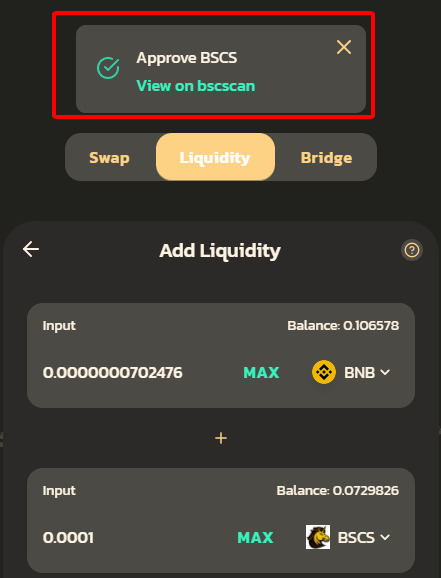 Approve BSCS
View on bscscan
Swap Liquidity Bridge
Add Liquidity
Input Balance: 0.106578
0.0000000702476 MAX BNB
+
Input Balance: 0.0729826
0.0001 MAX BSCS